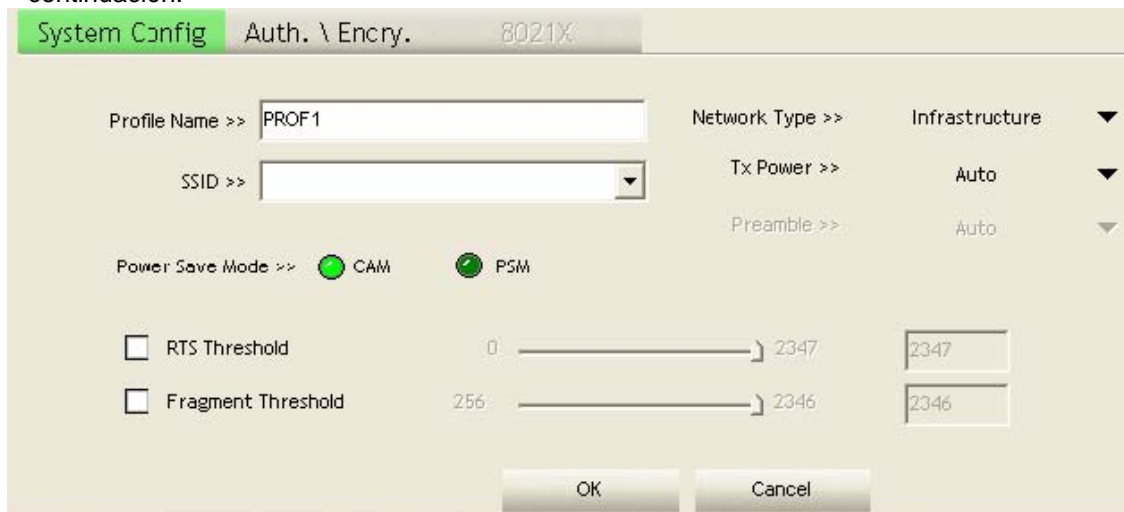 continuación.
System Config Auth. \ Encry. 8021X
Profile Name >> PROF1 Network Type >> Infrastructure
SSID >> Tx Power >> Auto
Preamble >> Auto
Power Save Mode >> CAM PSM
RTS Threshold 0 2347 2347
Fragment Threshold 256 2346 2346
OK Cancel